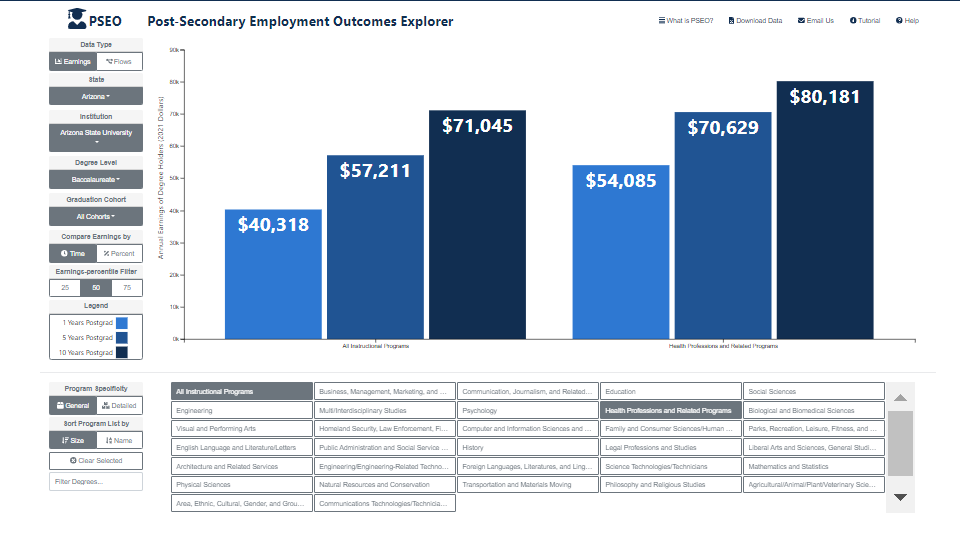 PSEO
Post-Secondary Employment Outcomes Explorer
What is PSEO?
Download Data
Email Us
Tutorial
Help
Data Type
Earnings
Flows
State
Arizona
Institution
Arizona State University
Degree Level
Baccalaureate
Graduation Cohort
All Cohorts
Compare Earnings by
Time
% Percent
Earnings-percentile Filter
25
50
75
Legend
1 Years Postgrad
5 Years Postgrad
10 Years Postgrad
Annual Earnings of Degree Holders (2021 Dollars)
90k
80k
70k
60k
50k
40k
30k
20k
10k
0k
$40,318
$57,211
$71,045
$54,085
$70,629
$80,181
All Instructional Programs
Health Professions and Related Programs
Program Specificity
General
Detailed
Sort Program List by
Size
Name
Clear Selected
Filter Degrees...
All Instructional Programs
Business, Management, Marketing, and ...
Communication, Journalism, and Related...
Education
Social Sciences
Engineering
Multi/Interdisciplinary Studies
Psychology
Health Professions and Related Programs
Biological and Biomedical Sciences
Visual and Performing Arts
Homeland Security, Law Enforcement, Fi...
Computer and Information Sciences and ...
Family and Consumer Sciences/Human ...
Parks, Recreation, Leisure, Fitness, and ...
English Language and Literature/Letters
Public Administration and Social Service ...
History
Legal Professions and Studies
Liberal Arts and Sciences, General Studi...
Architecture and Related Services
Engineering/Engineering-Related Techno...
Foreign Languages, Literatures, and Ling...
Science Technologies/Technicians
Mathematics and Statistics
Physical Sciences
Natural Resources and Conservation
Transportation and Materials Moving
Philosophy and Religious Studies
Agricultural/Animal/Plant/Veterinary Scie...
Area, Ethnic, Cultural, Gender, and Grou...
Communications Technologies/Technicia...